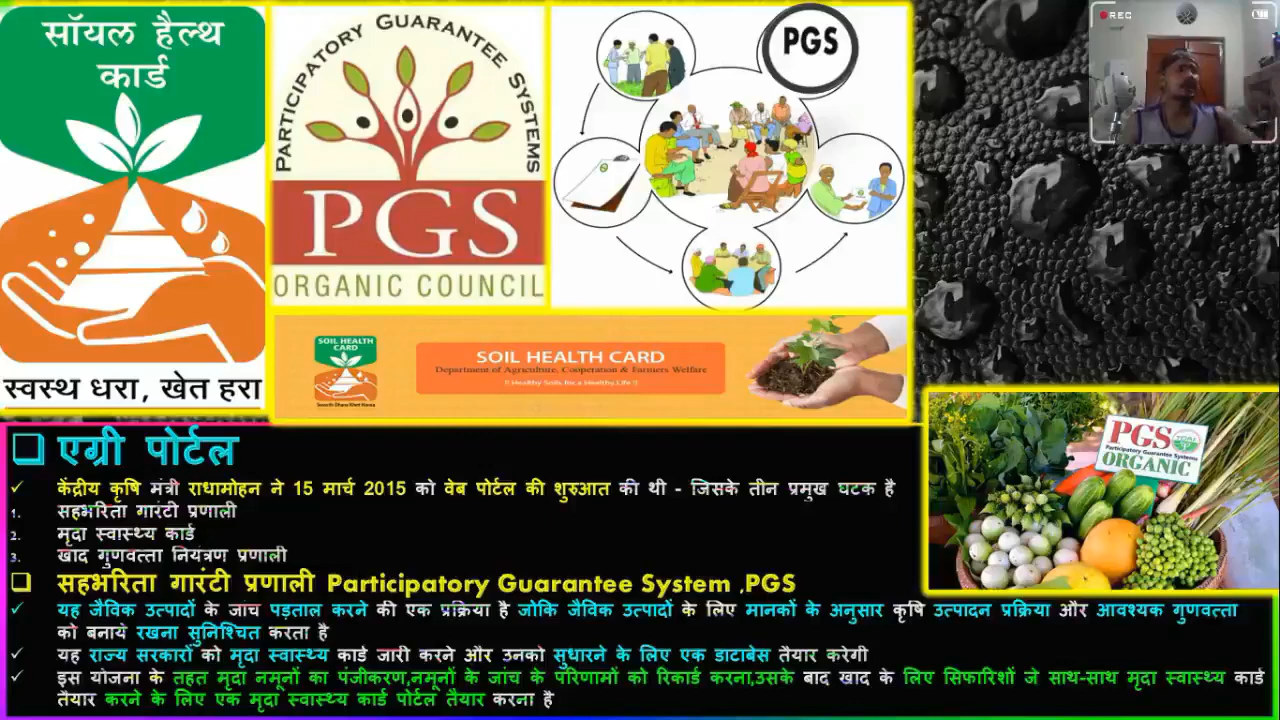 सॉयल हैल्थ
कार्ड
स्वस्थ धरा, खेत हरा
PARTICIPATORY GUARANTEE SYSTEMS
PGS
ORGANIC COUNCIL
PGS
REC
SOIL HEALTH CARD
SOIL HEALTH CARD
Department of Agriculture, Cooperation & Farmers Welfare
!! Healthy Soils for a Healthy Life !!
PGS
Participatory Guarantee Systems
ORGANIC
❑ एग्री पोर्टल
✓ केंद्रीय कृषि मंत्री राधामोहन ने 15 मार्च 2015 को वेब पोर्टल की शुरुआत की थी - जिसके तीन प्रमुख घटक है
1. सहभरिता गारंटी प्रणाली
2. मृदा स्वास्थ्य कार्ड
3. खाद गुणवत्ता नियंत्रण प्रणाली
❑ सहभरिता गारंटी प्रणाली Participatory Guarantee System ,PGS
✓ यह जैविक उत्पादों के जांच पड़ताल करने की एक प्रक्रिया है जोकि जैविक उत्पादों के लिए मानकों के अनुसार कृषि उत्पादन प्रक्रिया और आवश्यक गुणवत्ता
को बनाये रखना सुनिश्चित करता है
✓ यह राज्य सरकारों को मृदा स्वास्थ्य कार्ड जारी करने और उनको सुधारने के लिए एक डाटाबेस तैयार करेगी
✓ इस योजना के तहत मृदा नमूनों का पंजीकरण,नमूनों के जांच के परिणामों को रिकार्ड करना,उसके बाद खाद के लिए सिफारिशों जे साथ-साथ मृदा स्वास्थ्य कार्ड
तैयार करने के लिए एक मृदा स्वास्थ्य कार्ड पोर्टल तैयार करना है